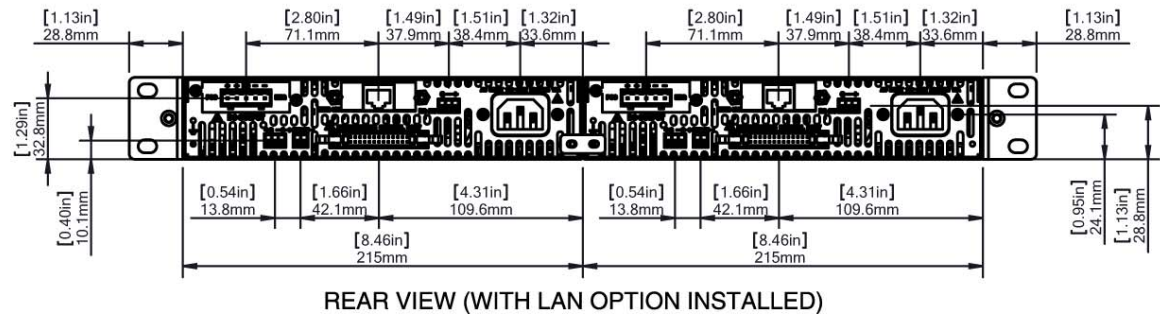 [1.13in]
28.8mm
[2.80in]
71.1mm
[1.49in]
37.9mm
[1.51in]
38.4mm
[1.32in]
33.6mm
[2.80in]
71.1mm
[1.49in]
37.9mm
[1.51in]
38.4mm
[1.32in]
33.6mm
[1.13in]
28.8mm
[1.29in]
32.8mm
[0.40in]
10.1mm
[0.54in]
13.8mm
[1.66in]
42.1mm
[4.31in]
109.6mm
[0.54in]
13.8mm
[1.66in]
42.1mm
[4.31in]
109.6mm
[0.95in]
24.1mm
[1.13in]
28.8mm
[8.46in]
215mm
[8.46in]
215mm
REAR VIEW (WITH LAN OPTION INSTALLED)